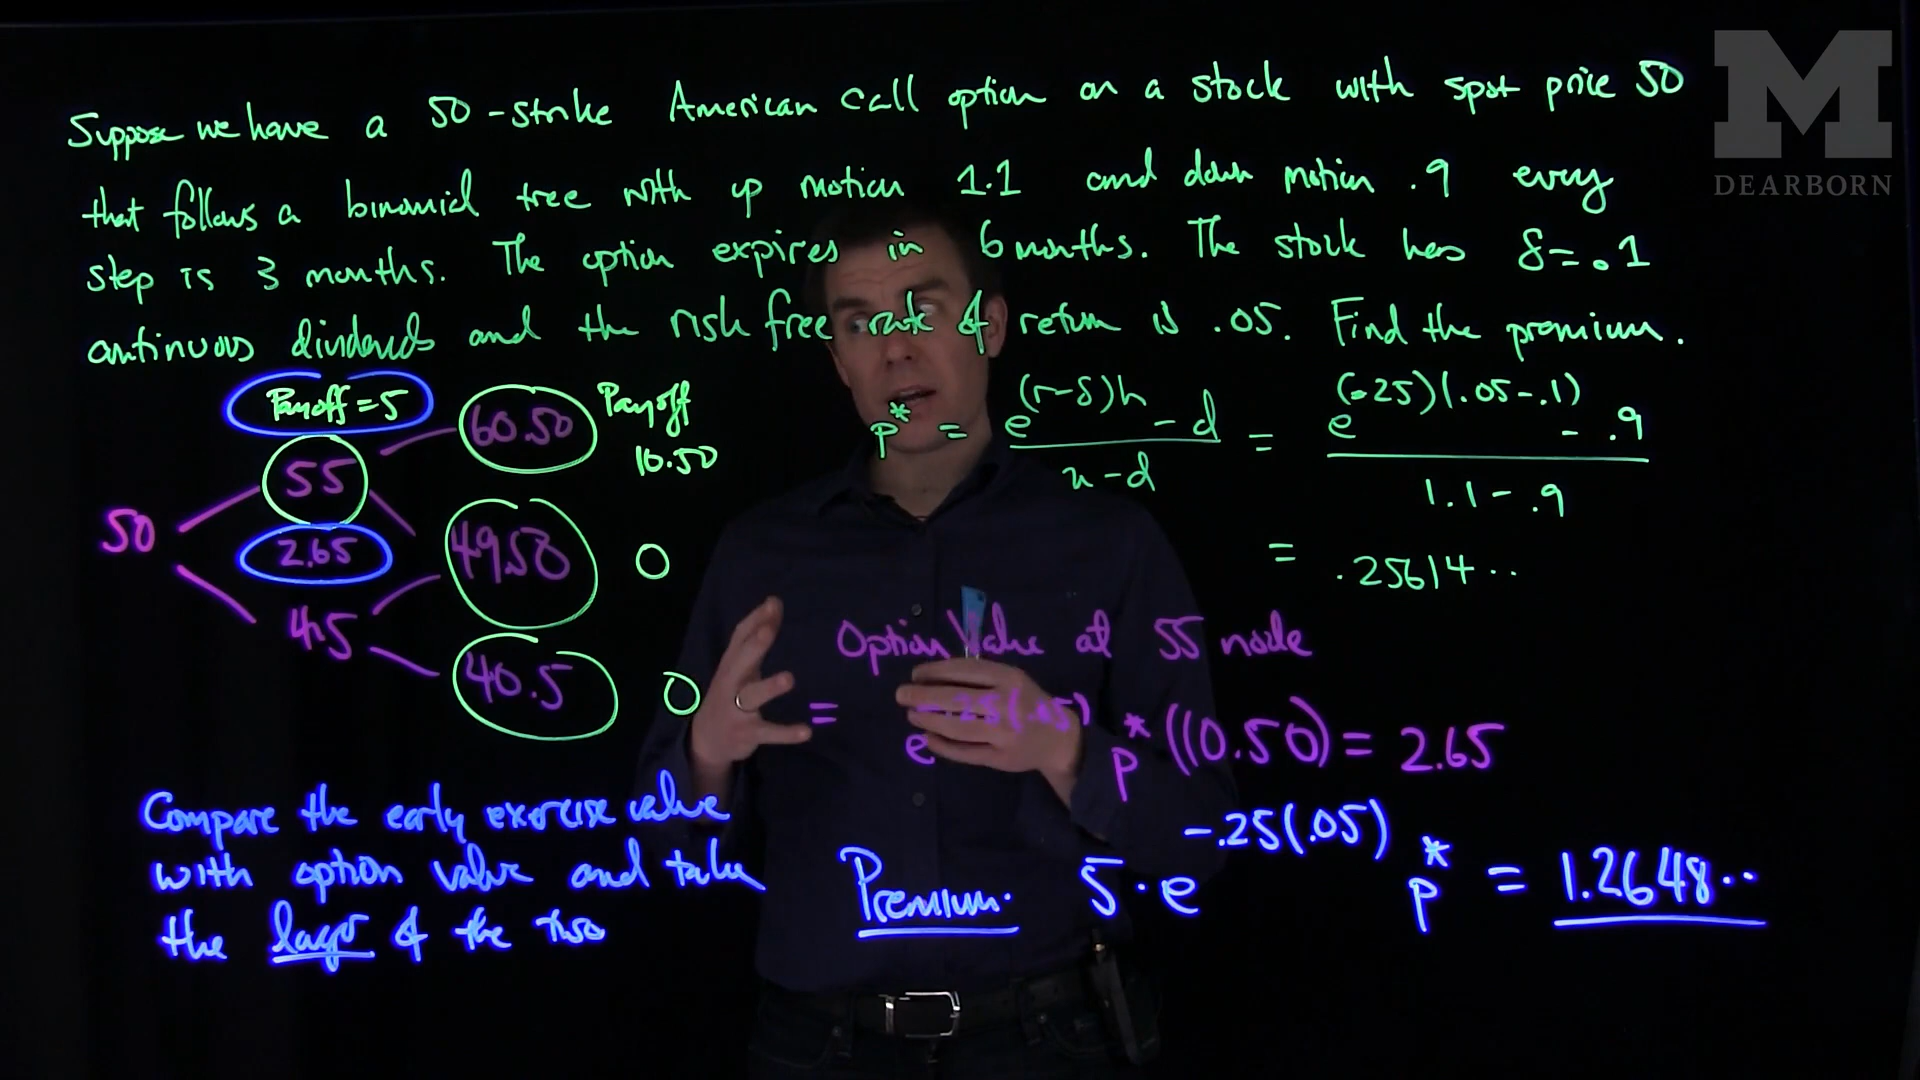 M
DEARBORN
Suppose we have a 50-strike American call option on a stock with spot price 50
that follows a binomial tree with up motion 1.1 and down motion .9 every
step is 3 months. The option expires in 6 months. The stock has δ=.1
continuous dividends and the risk free rate of return is .05. Find the premium.
Payoff = 5
60.50
Payoff
10.50
55
50
2.65
49.50
0
45
40.5
0
p* = (e^{(r-δ)h} - d)/(u-d) = (e^{(.25)(.05-.1)} - .9)/(1.1-.9)
= .25614..
Option Value at 55 node
= e^{-.25(.05)} p* (10.50) = 2.65
Compare the early exercise value
with option value and take
the larger of the two
Premium. 5·e^{-.25(.05)} p* = 1.2648..